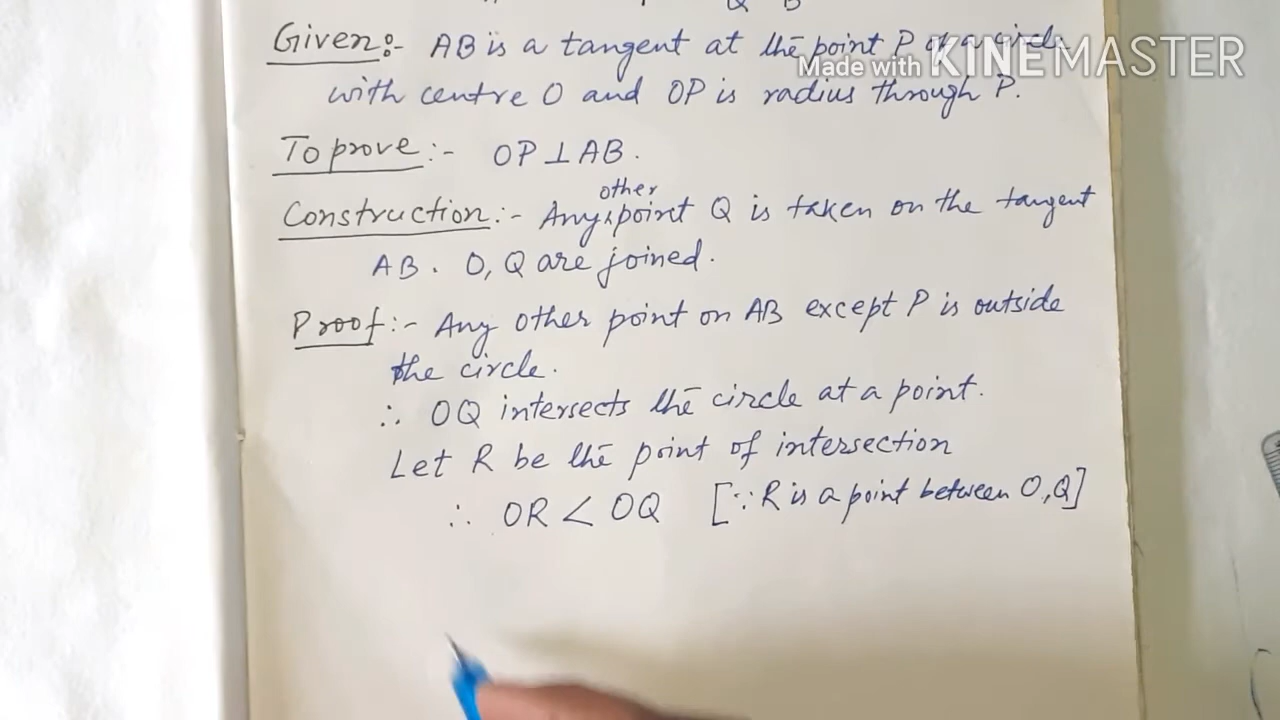 Q B
Given:- AB is a tangent at the point P of a circle
Made with KINEMASTER
with centre O and OP is radius through P.
To prove:- OP ⊥ AB.
other
Any point Q is taken on the tangent
Construction:-
AB. O, Q are joined.
Proof:- Any other point on AB except P is outside
the circle.
∴ OQ intersects the circle at a point.
Let R be the point of intersection
∴ OR < OQ [∵ R is a point between O, Q]